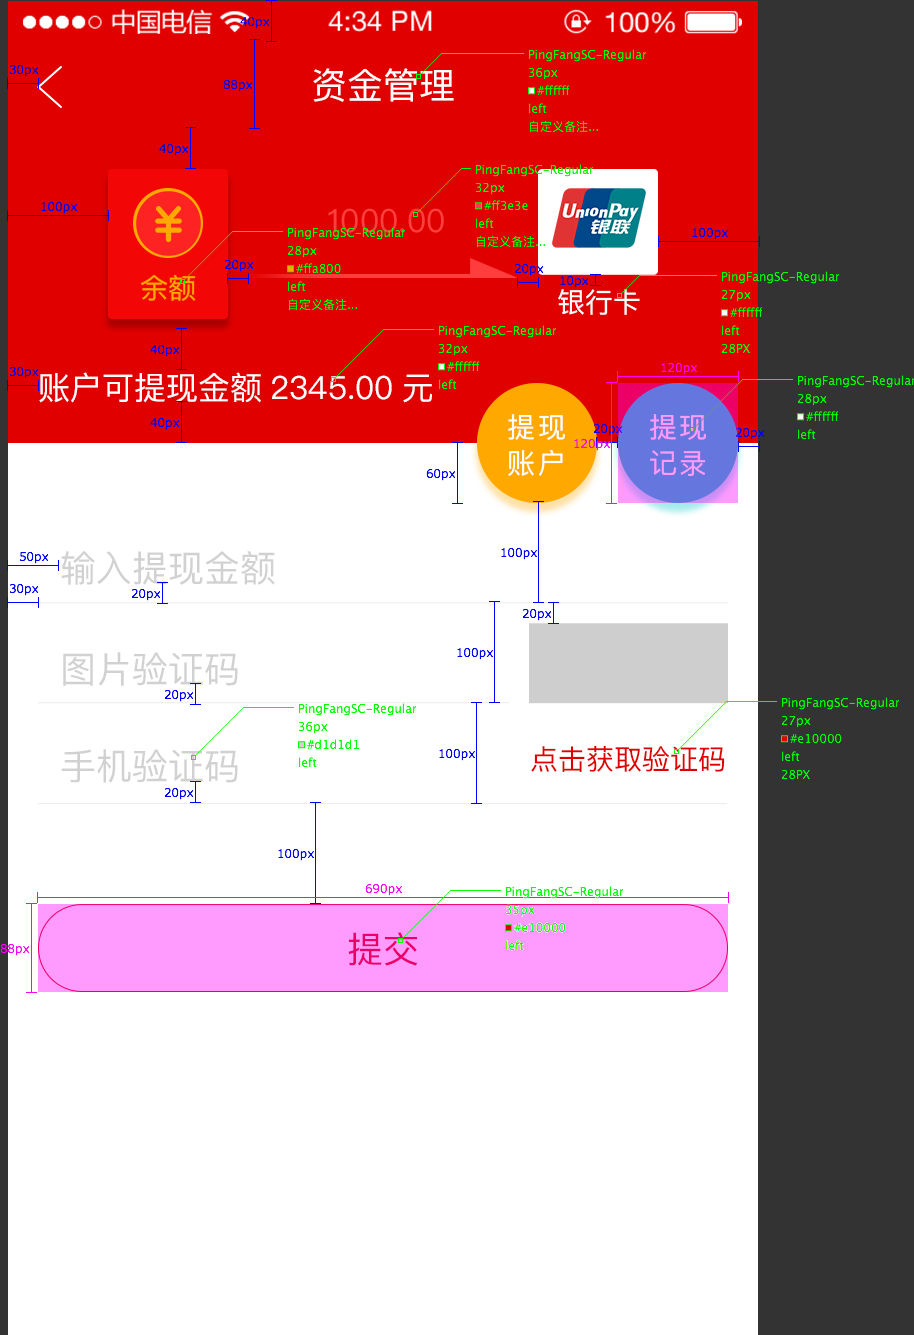 中国电信 4:34 PM 100%
40px
PingFangSC-Regular
36px
#ffffff
left
自定义备注...
30px
88px
资金管理
40px
PingFangSC-Regular
32px
#ff3e3e
left
自定义备注...
100px
1000.00
UnionPay
银联
100px
PingFangSC-Regular
28px
#ffa800
left
自定义备注...
20px
20px
10px
余额
银行卡
PingFangSC-Regular
27px
#ffffff
left
28PX
PingFangSC-Regular
32px
#ffffff
left
40px
30px
账户可提现金额 2345.00 元
40px
120px
PingFangSC-Regular
28px
#ffffff
left
提现
账户
提现
记录
20px
20px
120px
60px
100px
50px
输入提现金额
30px
20px
20px
100px
图片验证码
20px
PingFangSC-Regular
36px
#d1d1d1
left
PingFangSC-Regular
27px
#e10000
left
28PX
手机验证码
100px
点击获取验证码
20px
100px
690px
PingFangSC-Regular
35px
#e10000
left
88px
提交